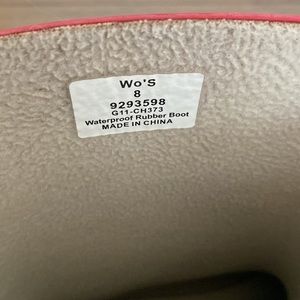 Wo'S
8
9293598
G11-CH373
Waterproof Rubber Boot
MADE IN CHINA